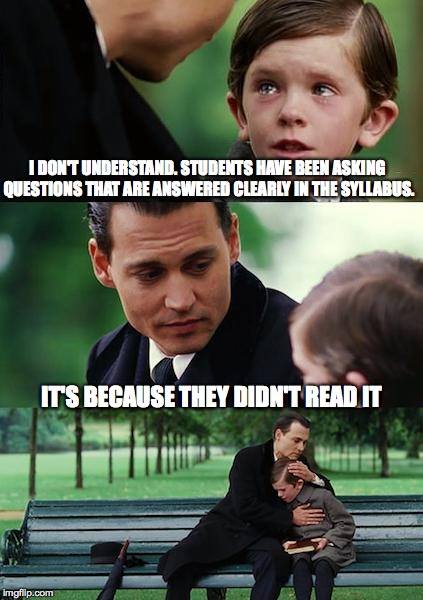 I DON'T UNDERSTAND. STUDENTS HAVE BEEN ASKING
QUESTIONS THAT ARE ANSWERED CLEARLY IN THE SYLLABUS.
IT'S BECAUSE THEY DIDN'T READ IT
imgflip.com